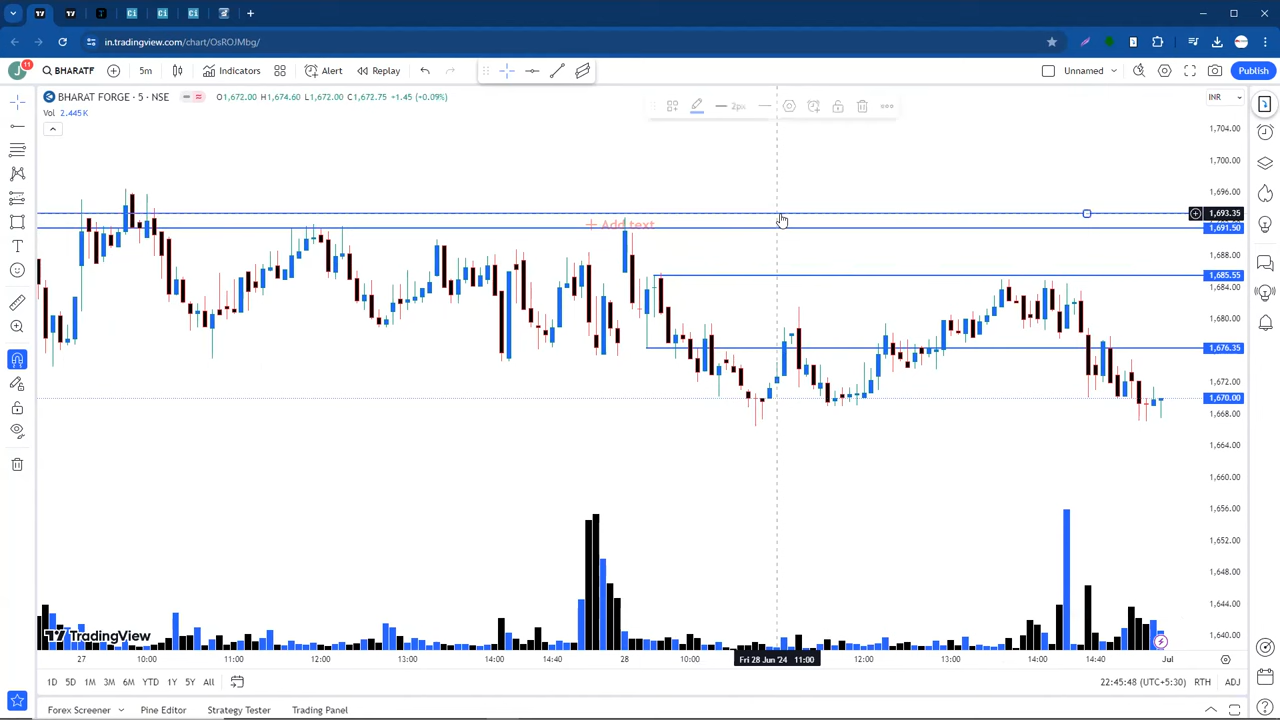 in.tradingview.com/chart/OsROJMbg/
11
BHARATF 5m Indicators Alert Replay Unnamed Publish
BHARAT FORGE · 5 · NSE O1,672.00 H1,674.60 L1,672.00 C1,672.75 +1.45 (+0.09%) INR
Vol 2.445 K
2px
1,704.00
1,700.00
1,696.00
1,693.35
+ Add text
1,691.50
1,688.00
1,685.55
1,684.00
1,680.00
1,676.35
1,672.00
1,670.00
1,668.00
1,664.00
1,660.00
1,656.00
1,652.00
1,648.00
1,644.00
1,640.00
TradingView
27 10:00 11:00 12:00 13:00 14:00 14:40 28 10:00 Fri 28 Jun '24 11:00 12:00 13:00 14:00 14:40 Jul
1D 5D 1M 3M 6M YTD 1Y 5Y All 22:45:48 (UTC+5:30) RTH ADJ
Forex Screener Pine Editor Strategy Tester Trading Panel